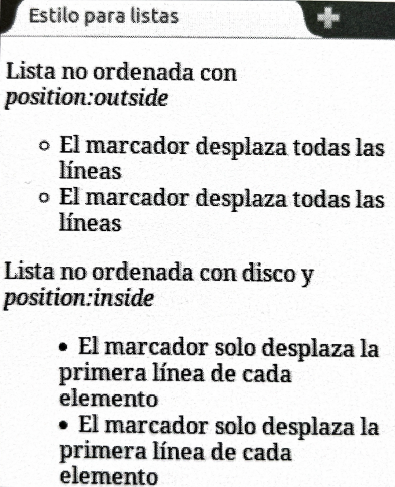 Estilo para listas
Lista no ordenada con
position:outside
El marcador desplaza todas las
líneas
El marcador desplaza todas las
líneas
Lista no ordenada con disco y
position:inside
El marcador solo desplaza la
primera línea de cada
elemento
El marcador solo desplaza la
primera línea de cada
elemento